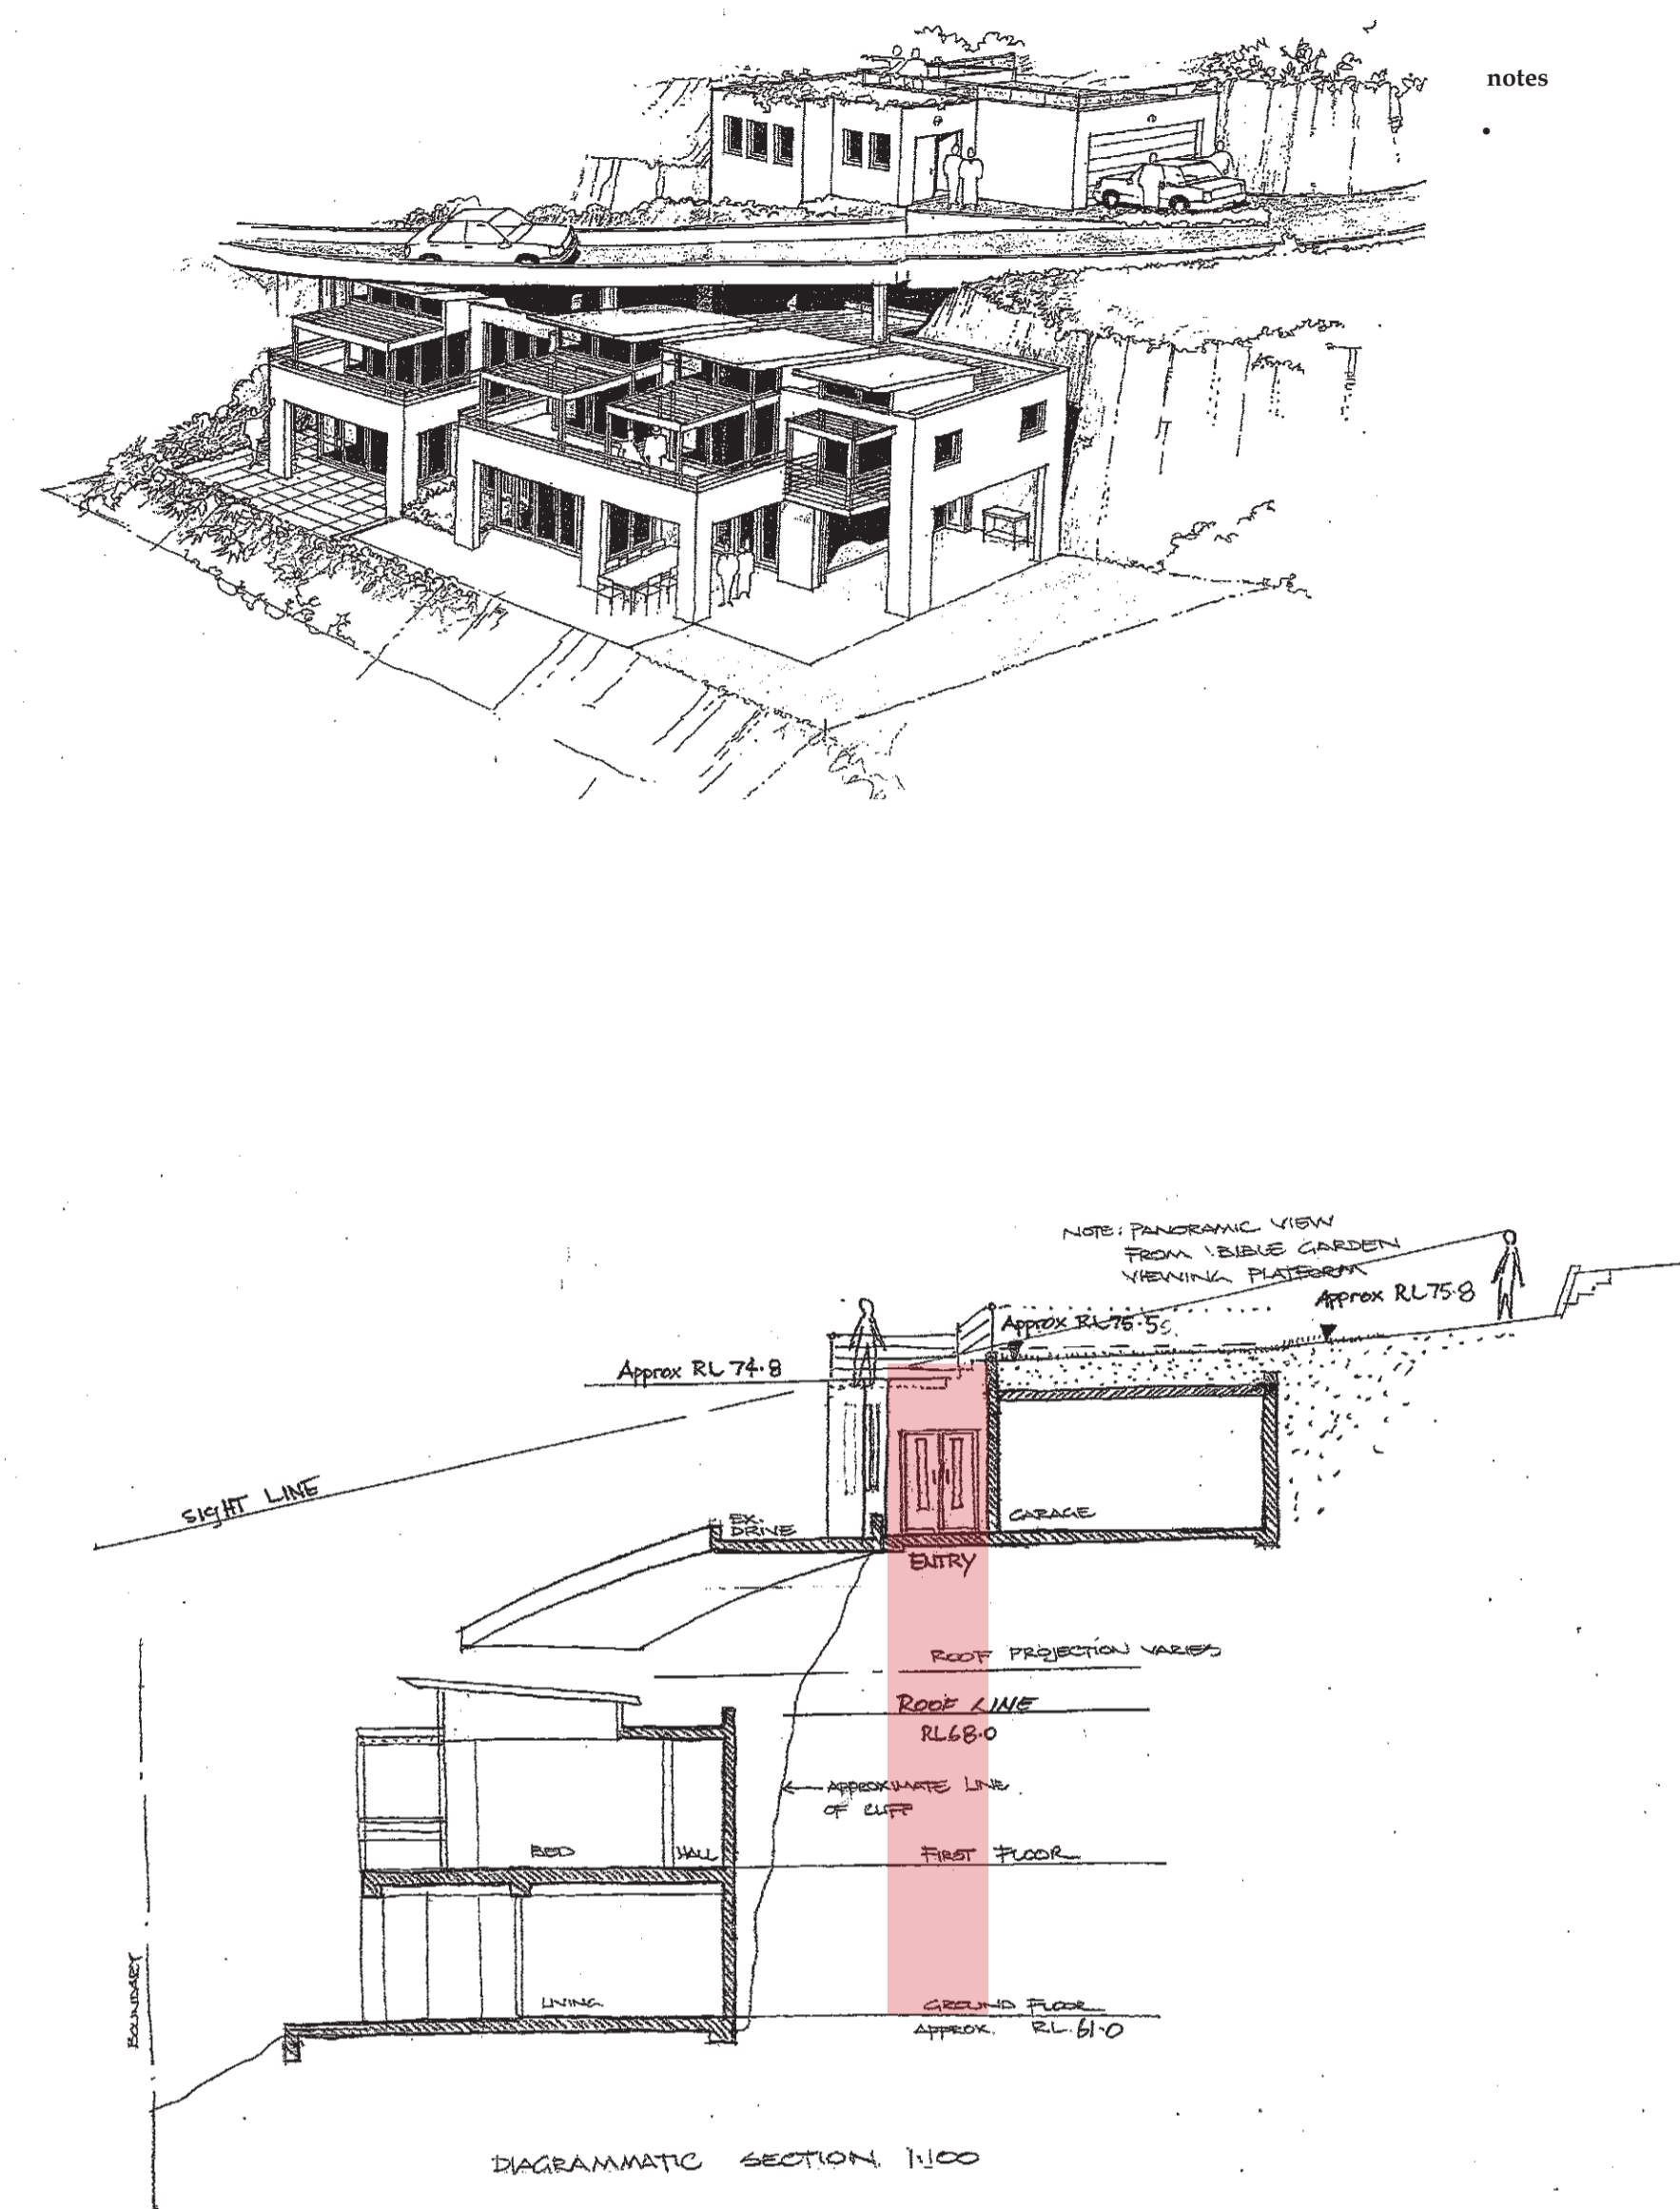 notes
NOTE: PANORAMIC VIEW
FROM BIBLE GARDEN
VIEWING PLATFORM
Approx RL 75.8
Approx RL 75.5
Approx RL 74.8
SIGHT LINE
EX.
DRIVE
GARAGE
ENTRY
ROOF PROJECTION VARIES
ROOF LINE
RL 68.0
APPROXIMATE LINE
OF CLIFF
BED
HALL
FIRST FLOOR
BOUNDARY
LIVING
GROUND FLOOR
APPROX. RL. 61.0
DIAGRAMMATIC SECTION 1:100